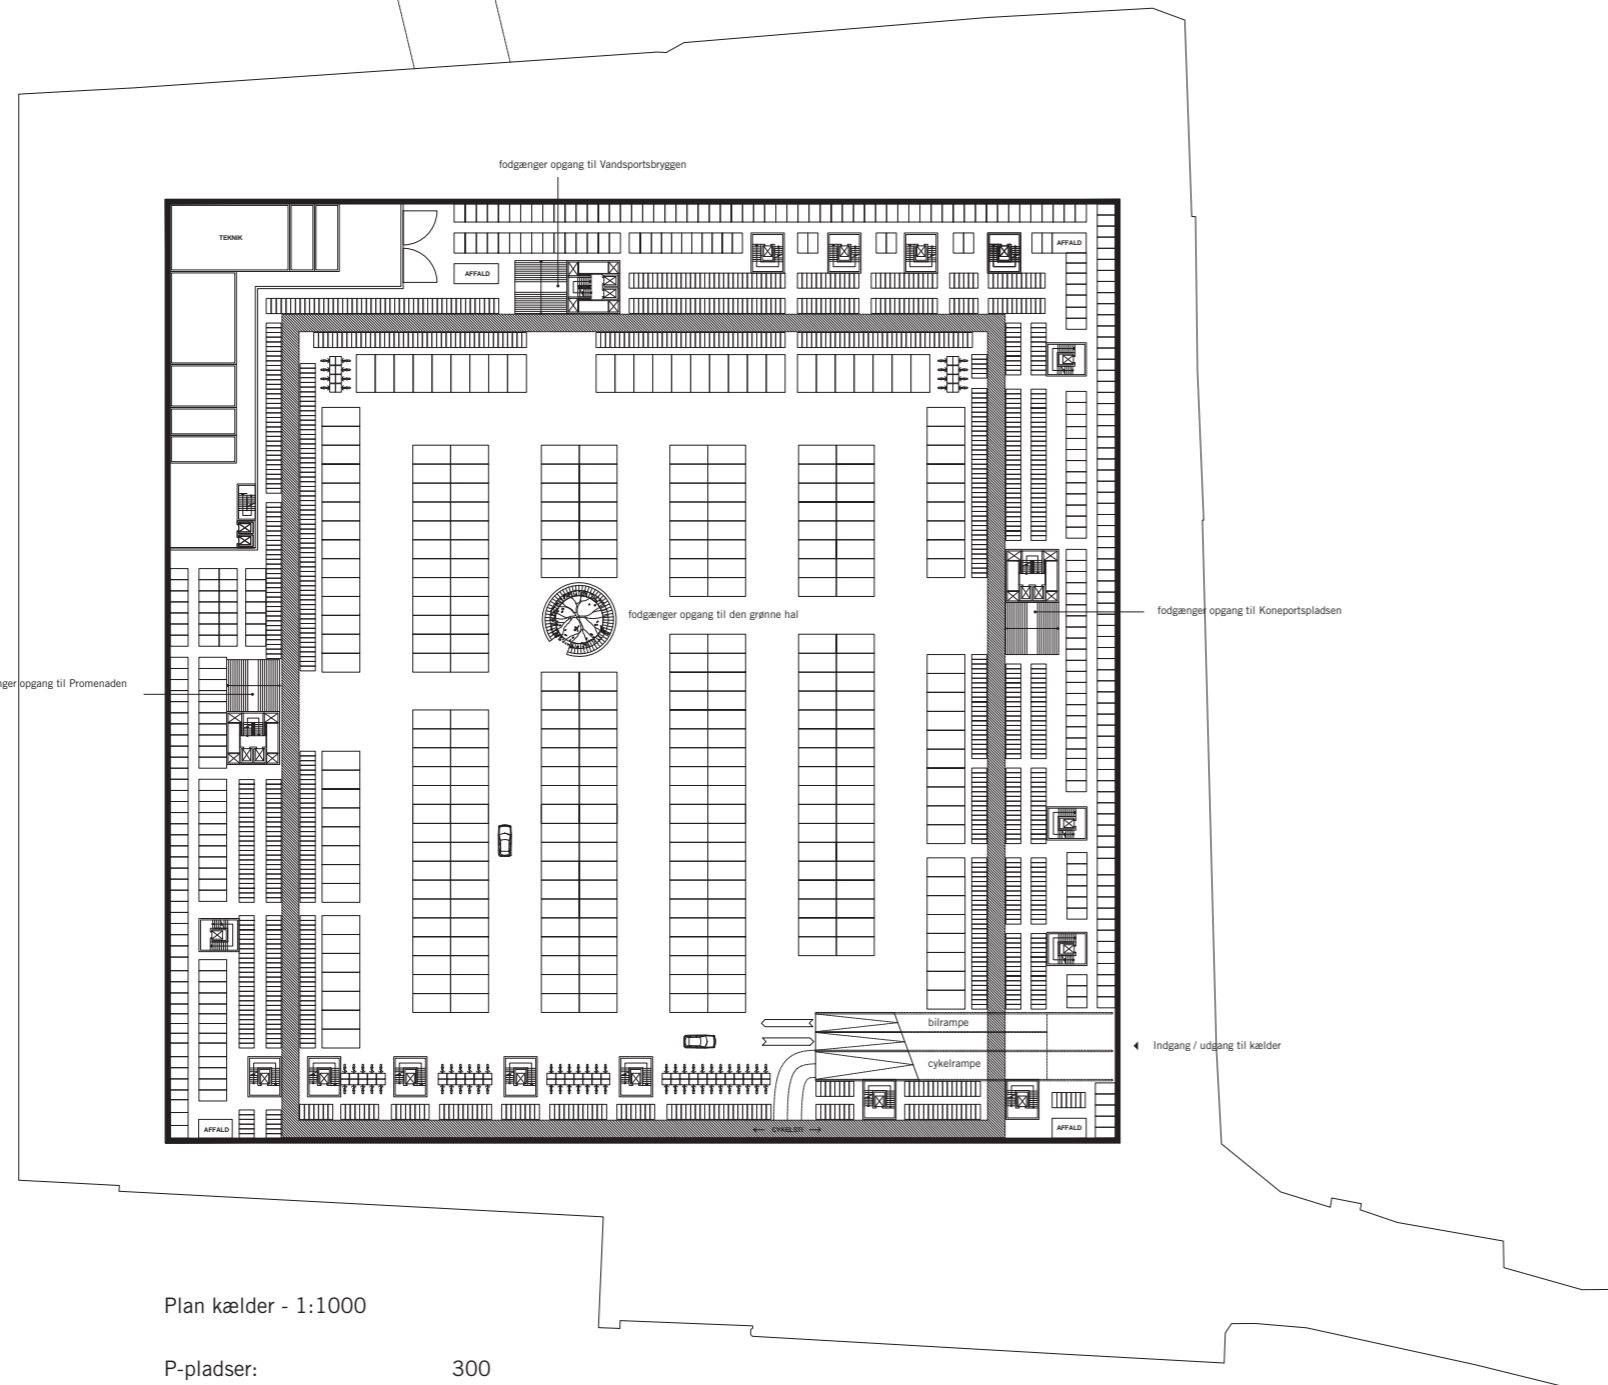 fodgænger opgang til Vandsportsbryggen
TEKNIK
AFFALD
AFFALD
fodgænger opgang til den grønne hal
fodgænger opgang til Koneportspladsen
opgang til Promenaden
bilrampe
Indgang / udgang til kælder
cykelrampe
AFFALD
CYKELSTI
AFFALD
Plan kælder - 1:1000
P-pladser: 300